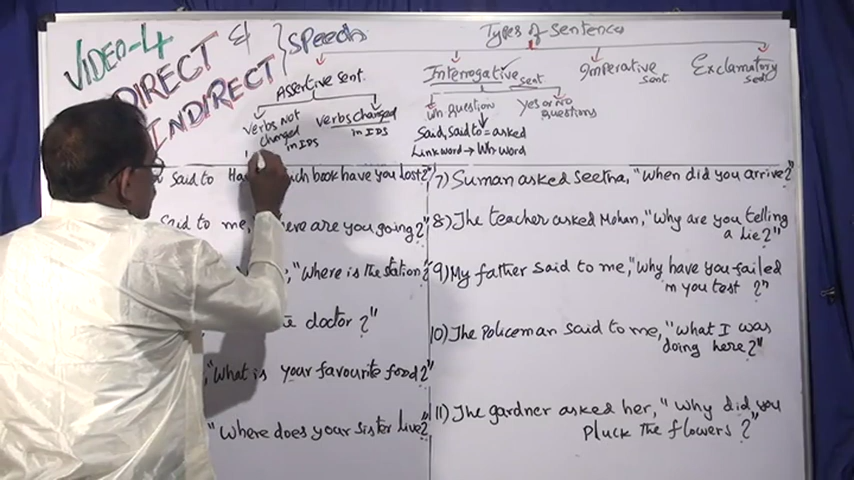 VIDEO-4
DIRECT &
INDIRECT
Speech
Types of Sentences
Assertive sent.
Interrogative sent
Imperative sent
Exclamatory sent
Verbs not changed in IDS
Verbs changed in IDS
Wh question
Yes or No questions
Said, said to = asked
Link word → Wh word
said to
book have you lost?"
said to me,
are you going?"
"Where is the station?"
doctor ?"
"What is your favourite food?"
"Where does your sister live?"
7) Suman asked Seetha, "When did you arrive?"
8) The teacher asked Mohan, "Why are you telling
a lie?"
9) My father said to me, "Why have you failed
in you test ?"
10) The Policeman said to me, "what I was
doing here?"
11) The gardner asked her, "Why did you
pluck the flowers ?"